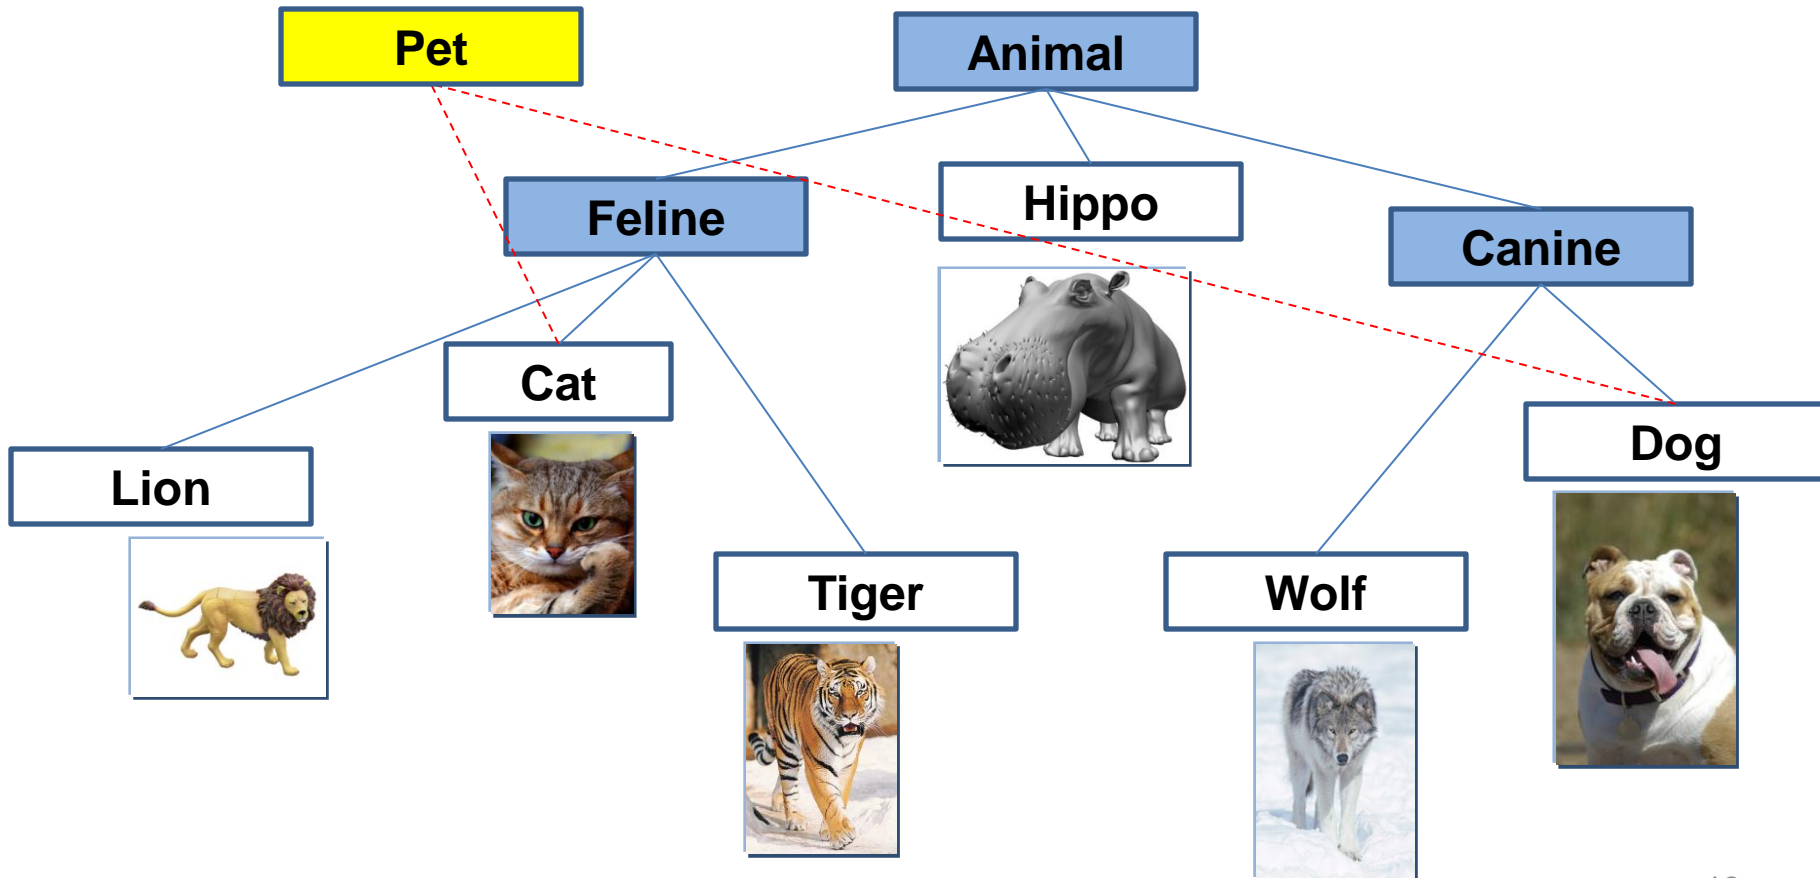 Pet
Animal
Feline
Hippo
Canine
Cat
Dog
Lion
Tiger
Wolf